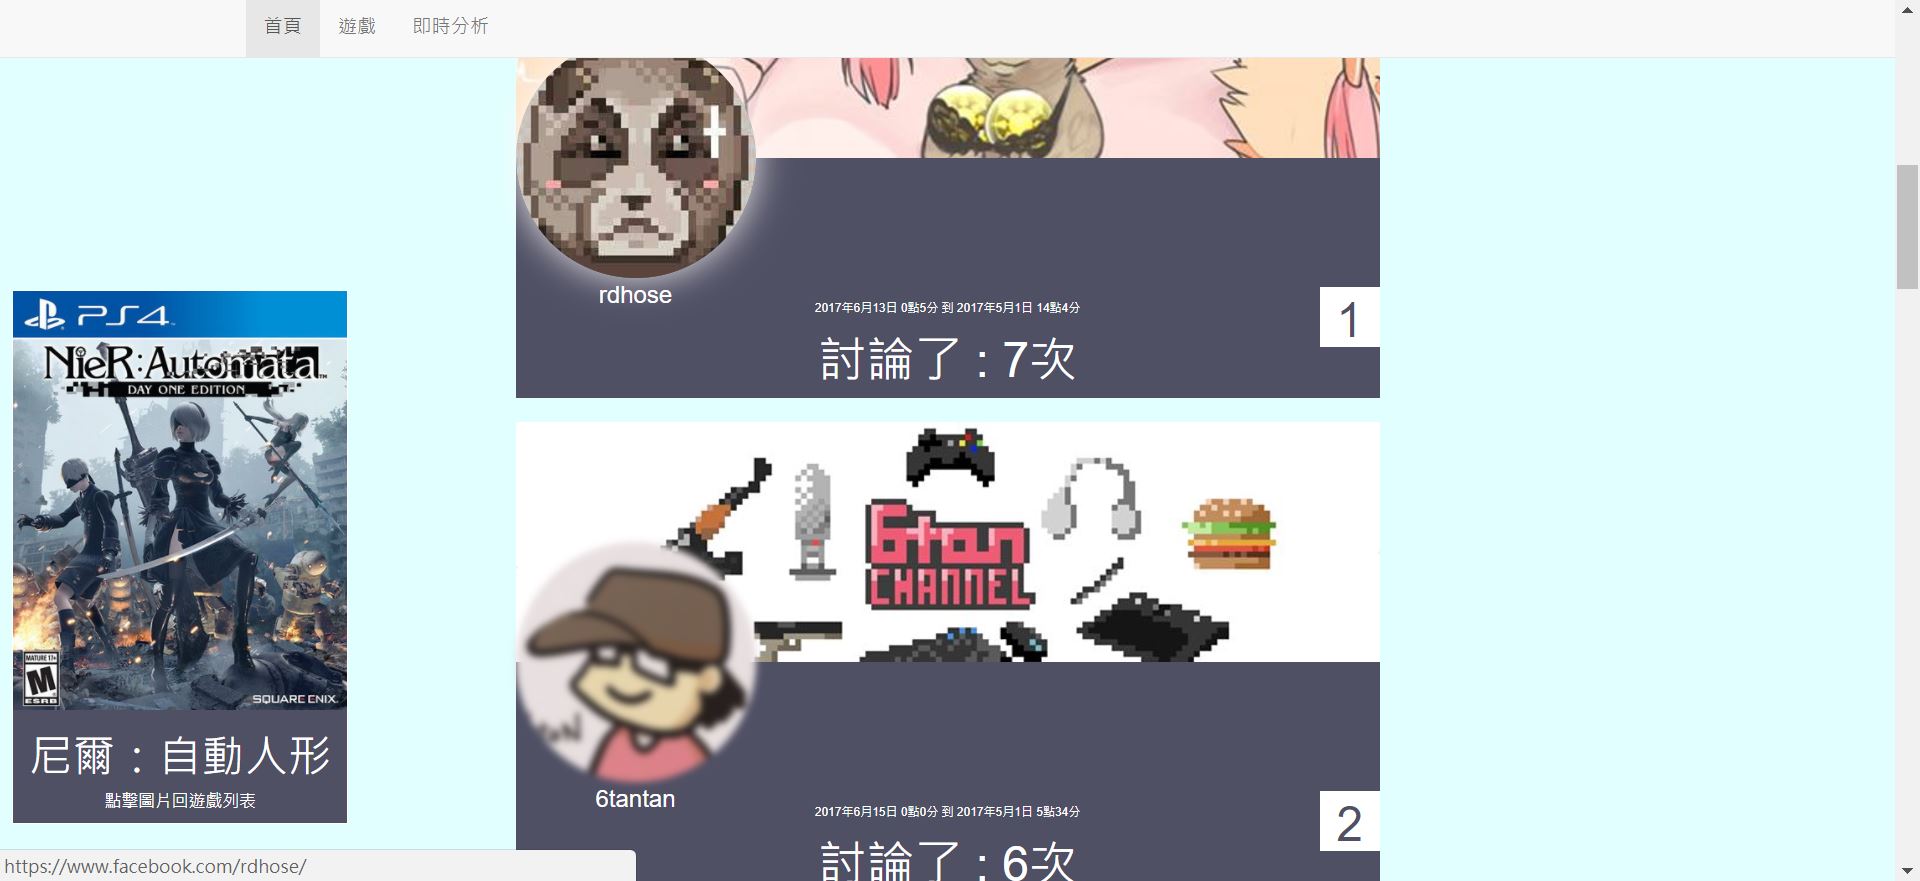 首頁 遊戲 即時分析
rdhose
2017年6月13日 0點5分 到 2017年5月1日 14點4分
1
討論了 : 7次
PS4
NieR:Automata
DAY ONE EDITION
MATURE 17+
M
ESRB
SQUARE ENIX.
尼爾：自動人形
點擊圖片回遊戲列表
6tan
CHANNEL
6tantan
2017年6月15日 0點0分 到 2017年5月1日 5點34分
2
討論了 : 6次
https://www.facebook.com/rdhose/